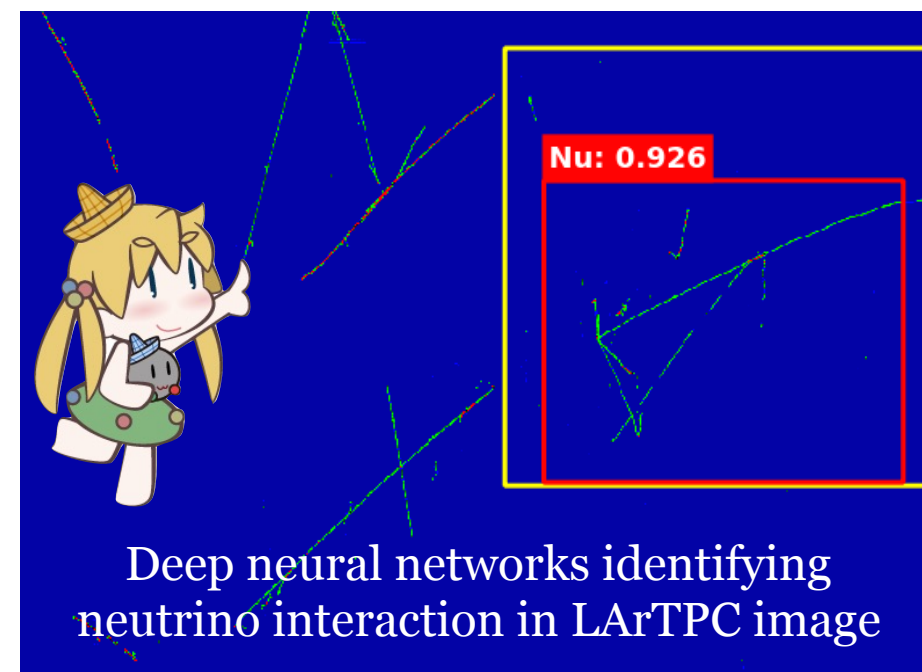 Nu: 0.926
Deep neural networks identifying
neutrino interaction in LArTPC image